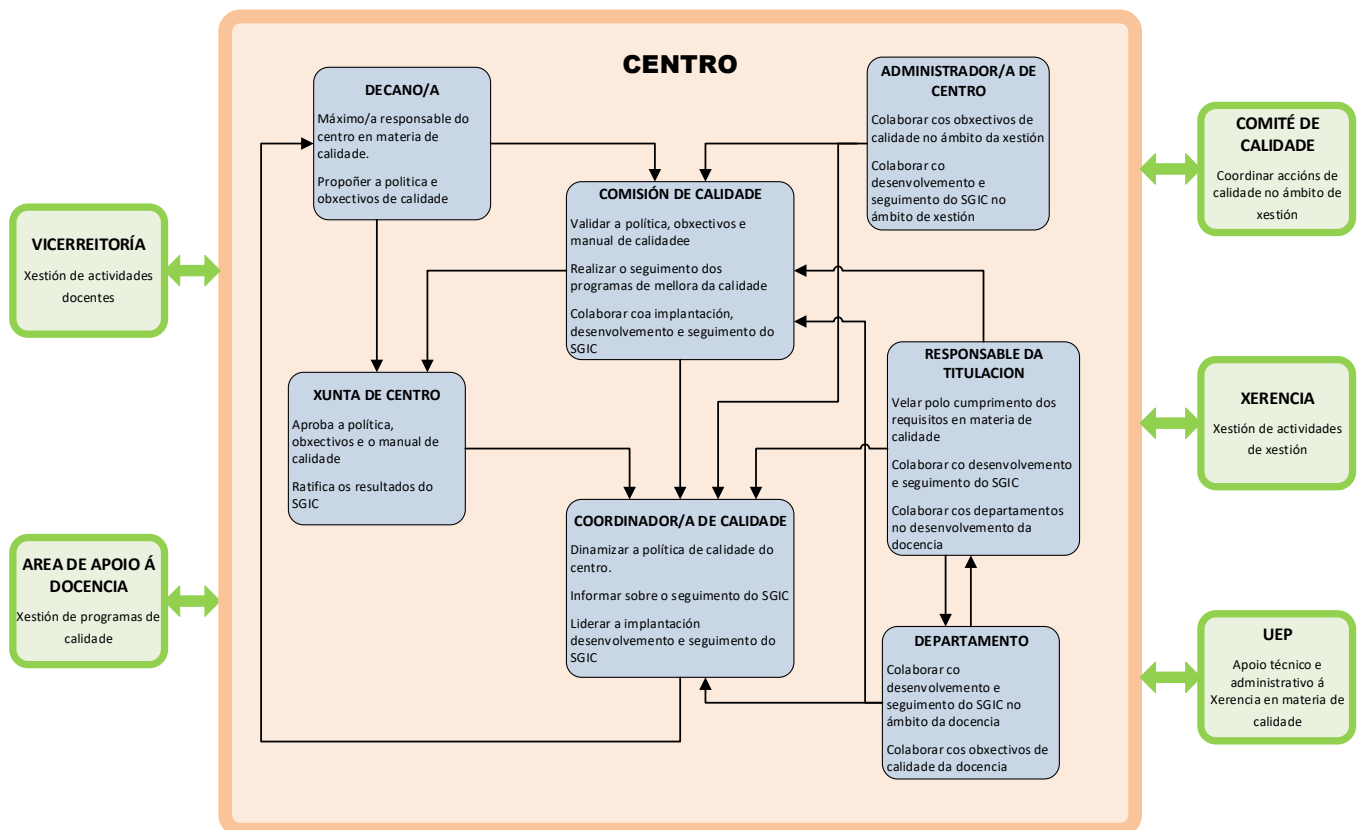 CENTRO
DECANO/A
Máximo/a responsable do
centro en materia de
calidade.
Propoñer a politica e
obxectivos de calidade
ADMINISTRADOR/A DE
CENTRO
Colaborar cos obxectivos de
calidade no ámbito da xestión
Colaborar co
desenvolvemento e
seguimento do SGIC no
ámbito de xestión
COMITÉ DE
CALIDADE
Coordinar accións de
calidade no ámbito de
xestión
COMISIÓN DE CALIDADE
Validar a política, obxectivos e
manual de calidadee
Realizar o seguimento dos
programas de mellora da calidade
Colaborar coa implantación,
desenvolvemento e seguimento do
SGIC
VICERREITORÍA
Xestión de actividades
docentes
RESPONSABLE DA
TITULACION
Velar polo cumprimento dos
requisitos en materia de
calidade
Colaborar co desenvolvemento
e seguimento do SGIC
Colaborar cos departamentos
no desenvolvemento da
docencia
XUNTA DE CENTRO
Aproba a política,
obxectivos e o manual de
calidade
Ratifica os resultados do
SGIC
XERENCIA
Xestión de actividades
de xestión
COORDINADOR/A DE CALIDADE
Dinamizar a política de calidade do
centro.
Informar sobre o seguimento do SGIC
Liderar a implantación
desenvolvemento e seguimento do
SGIC
AREA DE APOIO Á
DOCENCIA
Xestión de programas de
calidade
DEPARTAMENTO
Colaborar co
desenvolvemento e
seguimento do SGIC no
ámbito da docencia
Colaborar cos obxectivos de
calidade da docencia
UEP
Apoio técnico e
administrativo á
Xerencia en materia de
calidade